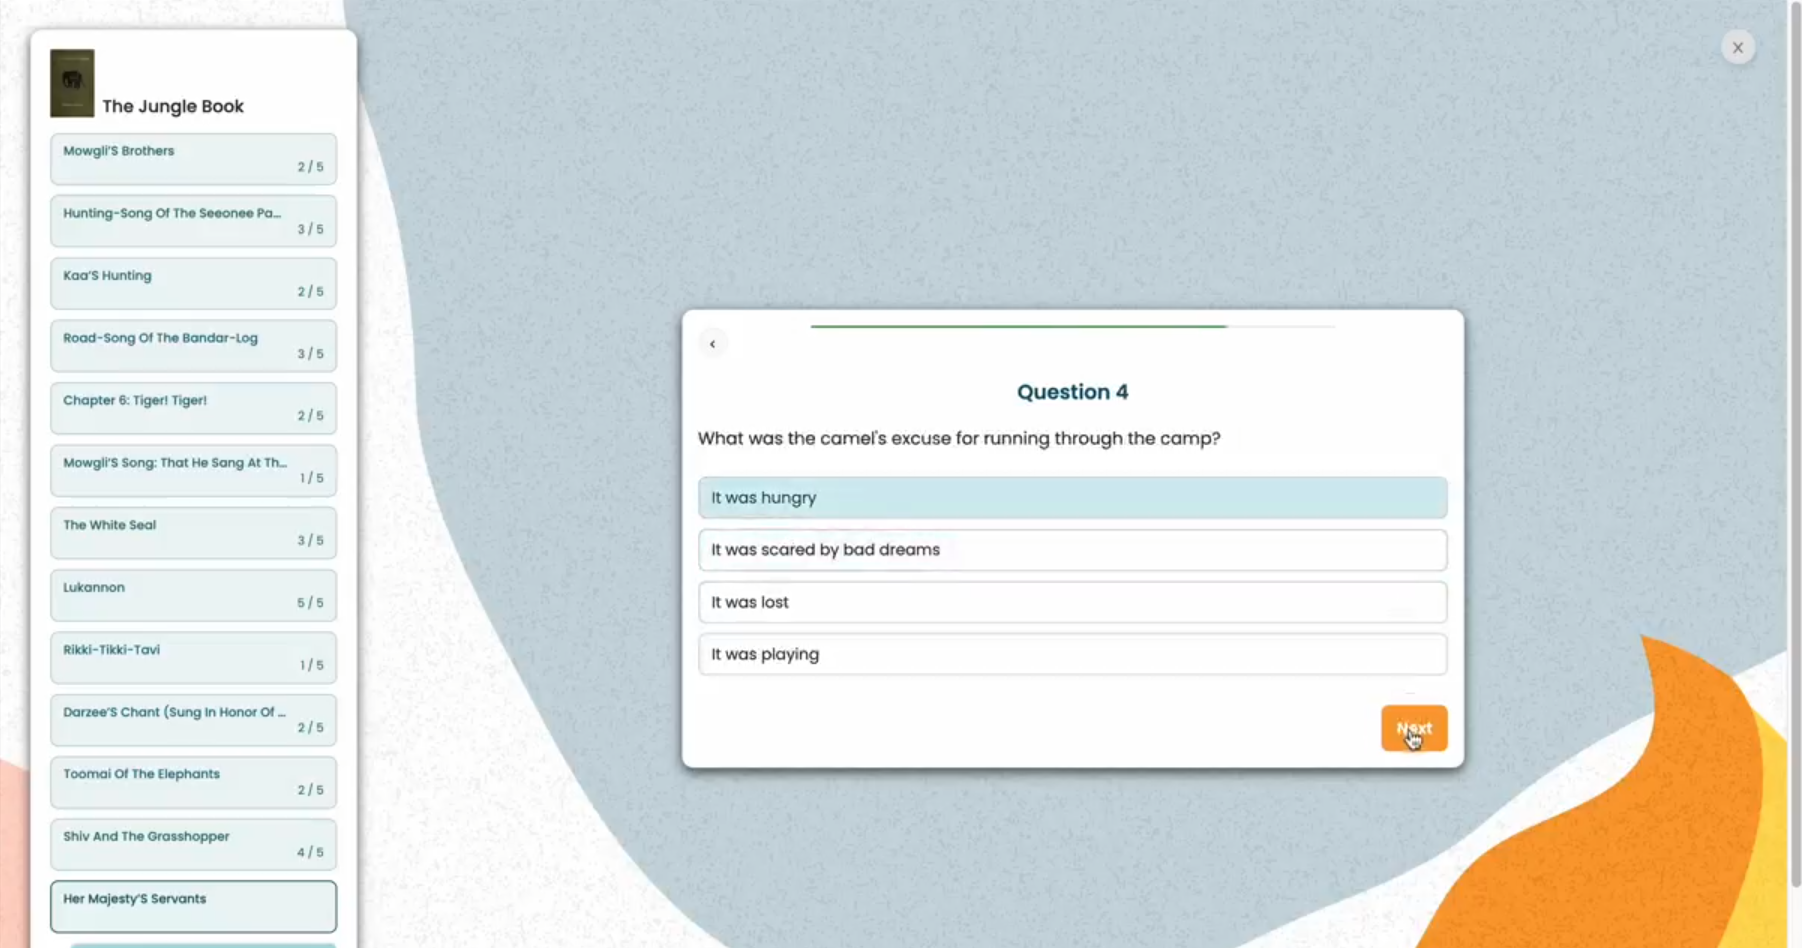 The Jungle Book
Mowgli'S Brothers
2 / 5
Hunting-Song Of The Seeonee Pa...
3 / 5
Kaa'S Hunting
2 / 5
Road-Song Of The Bandar-Log
3 / 5
Chapter 6: Tiger! Tiger!
2 / 5
Mowgli'S Song: That He Sang At Th...
1 / 5
The White Seal
3 / 5
Lukannon
5 / 5
Rikki-Tikki-Tavi
1 / 5
Darzee'S Chant (Sung In Honor Of ...
2 / 5
Toomai Of The Elephants
2 / 5
Shiv And The Grasshopper
4 / 5
Her Majesty'S Servants
Question 4
What was the camel's excuse for running through the camp?
It was hungry
It was scared by bad dreams
It was lost
It was playing
Next